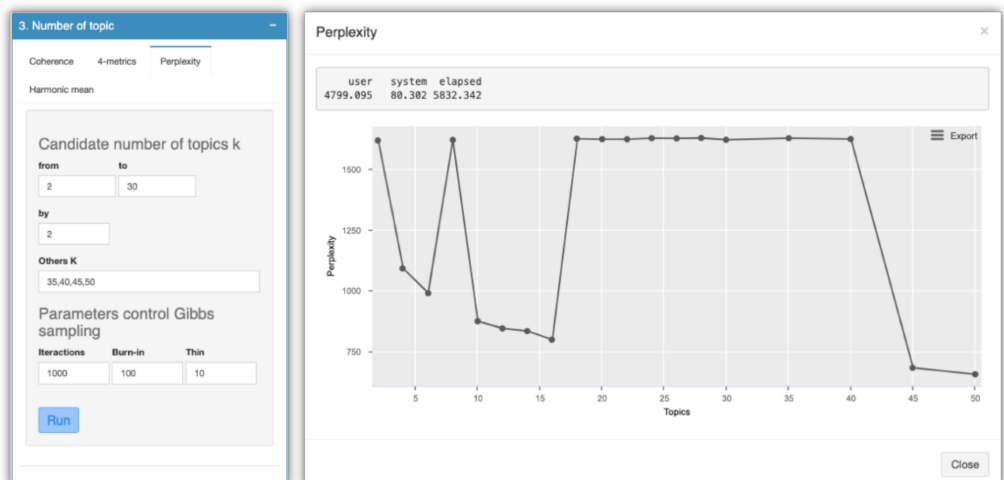 3. Number of topic −
Coherence 4-metrics Perplexity
Harmonic mean
Candidate number of topics k
from to
2 30
by
2
Others K
35,40,45,50
Parameters control Gibbs
sampling
Iteractions Burn-in Thin
1000 100 10
Run
Perplexity ×
user system elapsed
4799.095 80.302 5832.342
Export
1500
1250
1000
750
Perplexity
5 10 15 20 25 30 35 40 45 50
Topics
Close